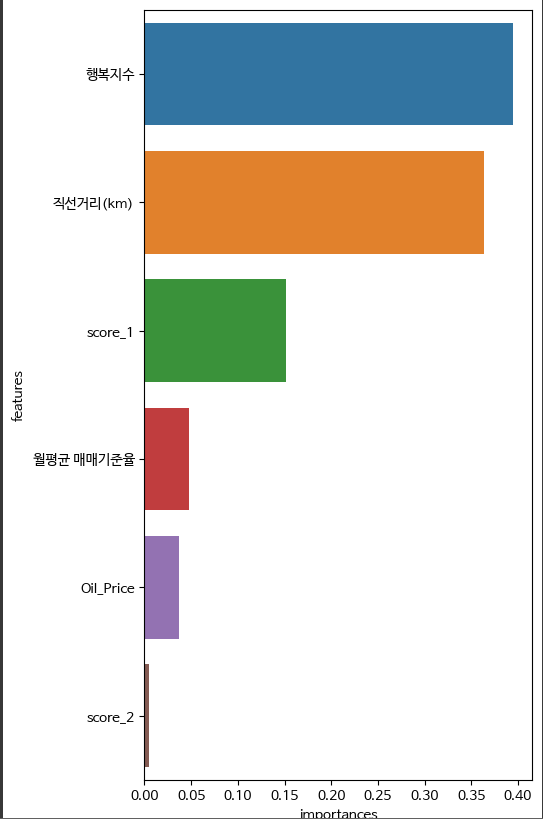 행복지수
직선거리(km)
score_1
features
월평균 매매기준율
Oil_Price
score_2
0.00 0.05 0.10 0.15 0.20 0.25 0.30 0.35 0.40
importances